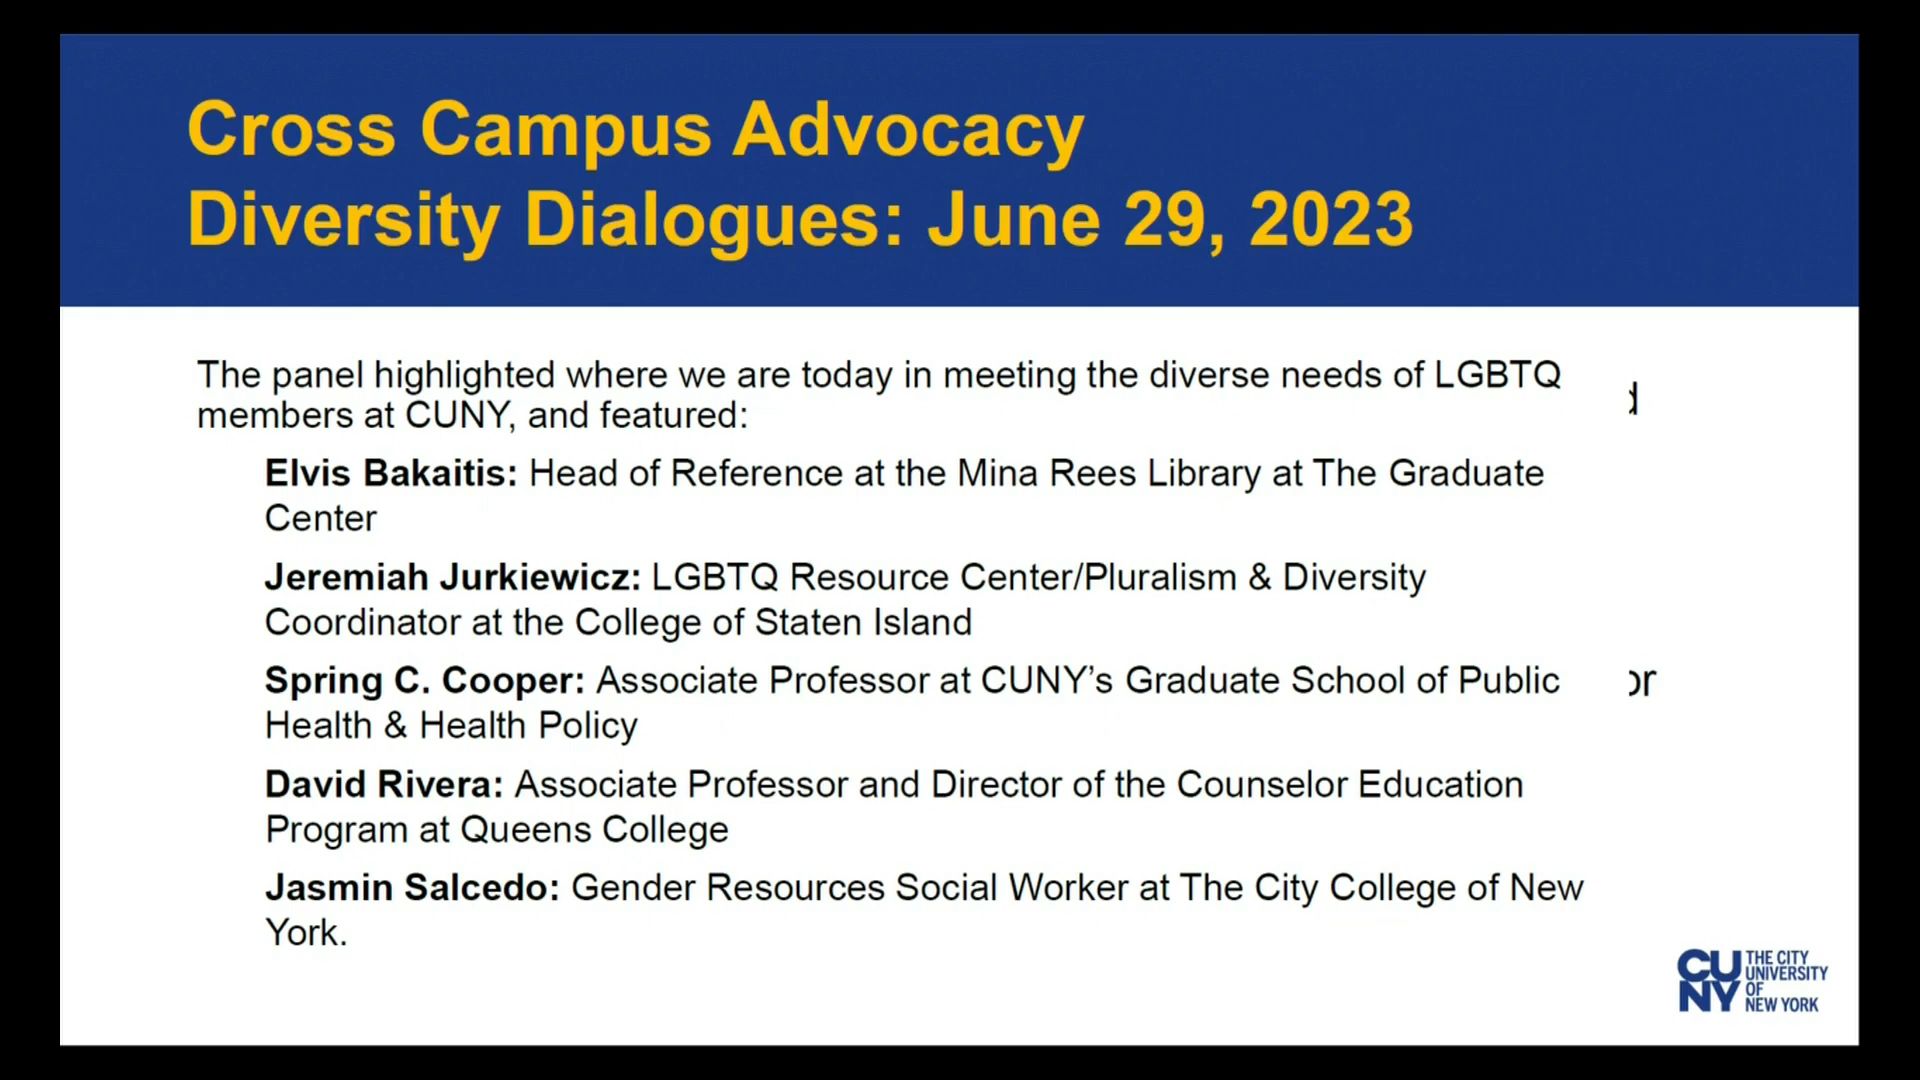 Cross Campus Advocacy
Diversity Dialogues: June 29, 2023
The panel highlighted where we are today in meeting the diverse needs of LGBTQ
members at CUNY, and featured:
Elvis Bakaitis: Head of Reference at the Mina Rees Library at The Graduate
Center
Jeremiah Jurkiewicz: LGBTQ Resource Center/Pluralism & Diversity
Coordinator at the College of Staten Island
Spring C. Cooper: Associate Professor at CUNY’s Graduate School of Public
Health & Health Policy
David Rivera: Associate Professor and Director of the Counselor Education
Program at Queens College
Jasmin Salcedo: Gender Resources Social Worker at The City College of New
York.
CU
NY
THE CITY
UNIVERSITY
OF
NEW YORK